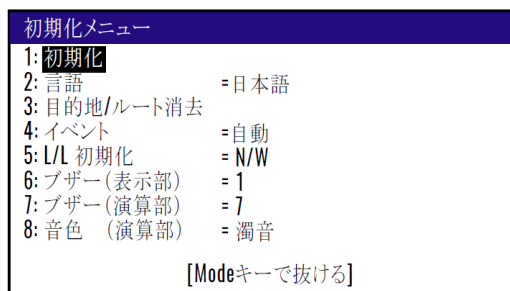 初期化メニュー
1: 初期化
2: 言語 =日本語
3: 目的地/ルート消去
4: イベント =自動
5: L/L 初期化 = N/W
6: ブザー(表示部) = 1
7: ブザー(演算部) = 7
8: 音色 (演算部) = 濁音
[Modeキーで抜ける]